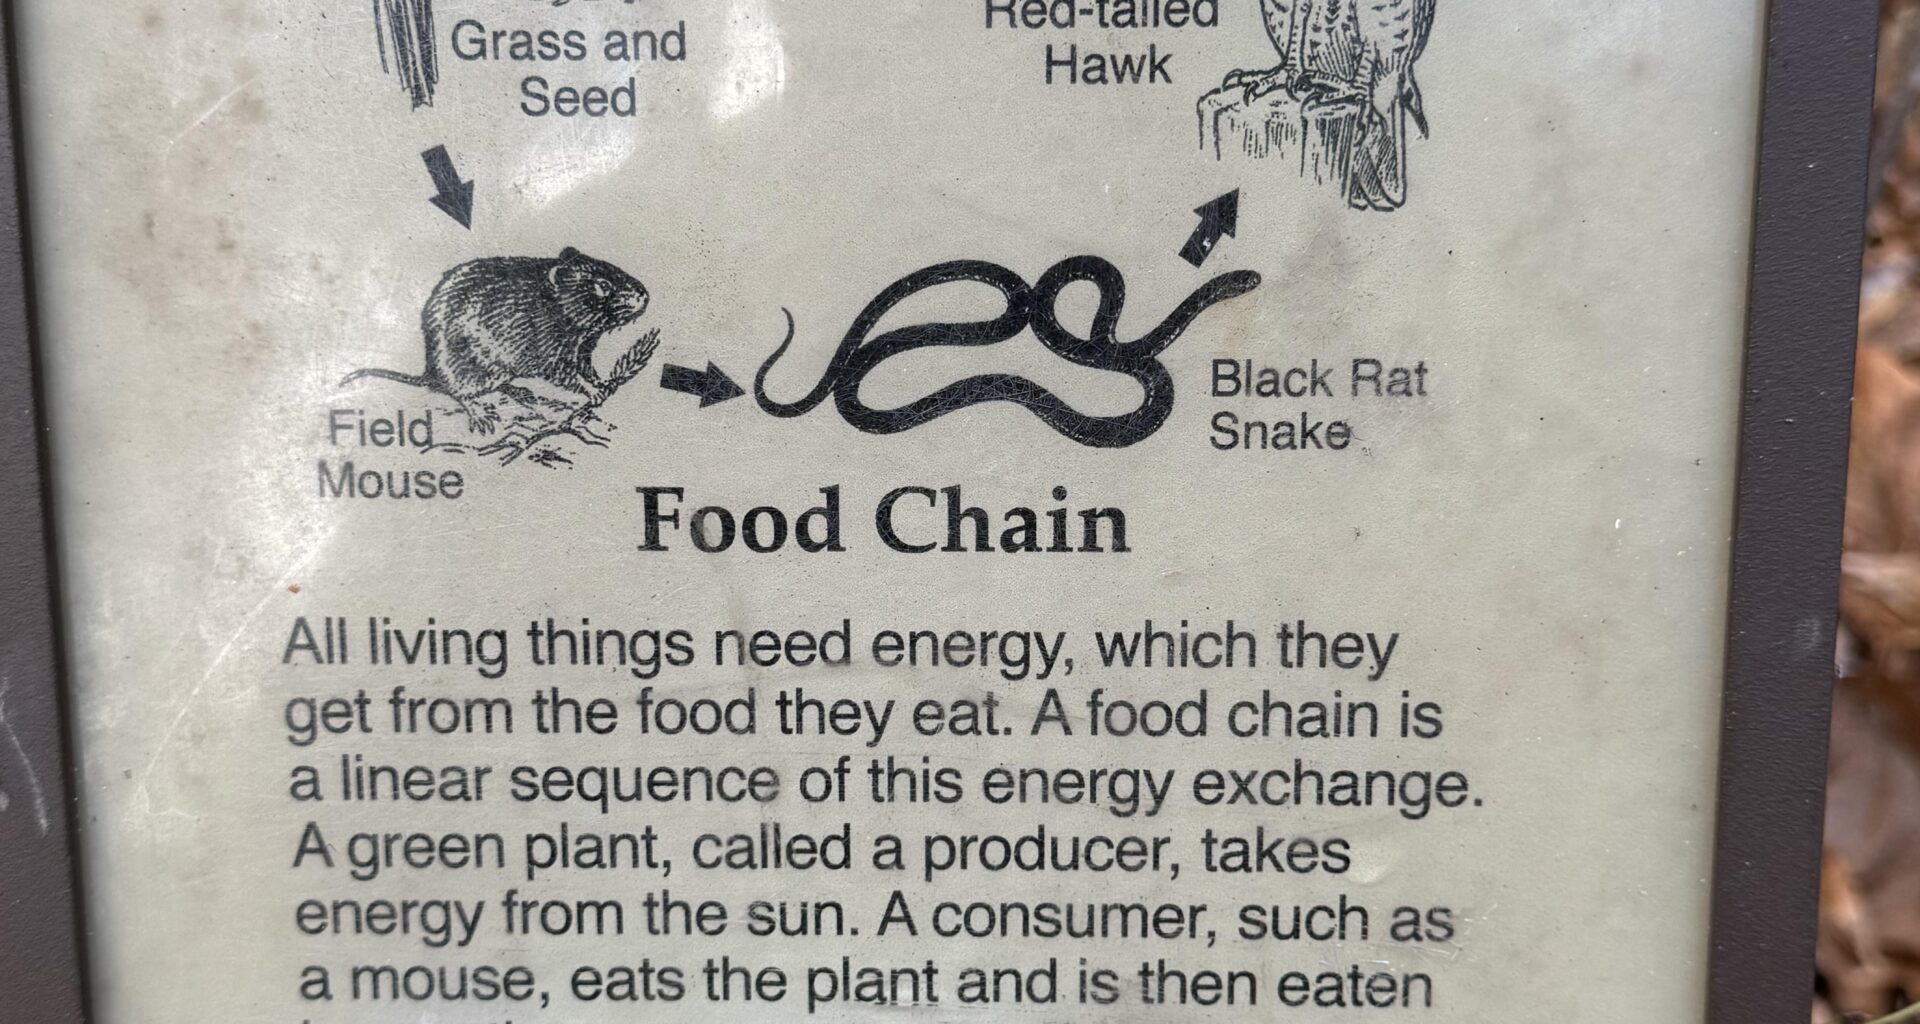 Grass and
Seed
Red-tailed
Hawk
Field
Mouse
Black Rat
Snake
Food Chain
All living things need energy, which they
get from the food they eat. A food chain is
a linear sequence of this energy exchange.
A green plant, called a producer, takes
energy from the sun. A consumer, such as
a mouse, eats the plant and is then eaten